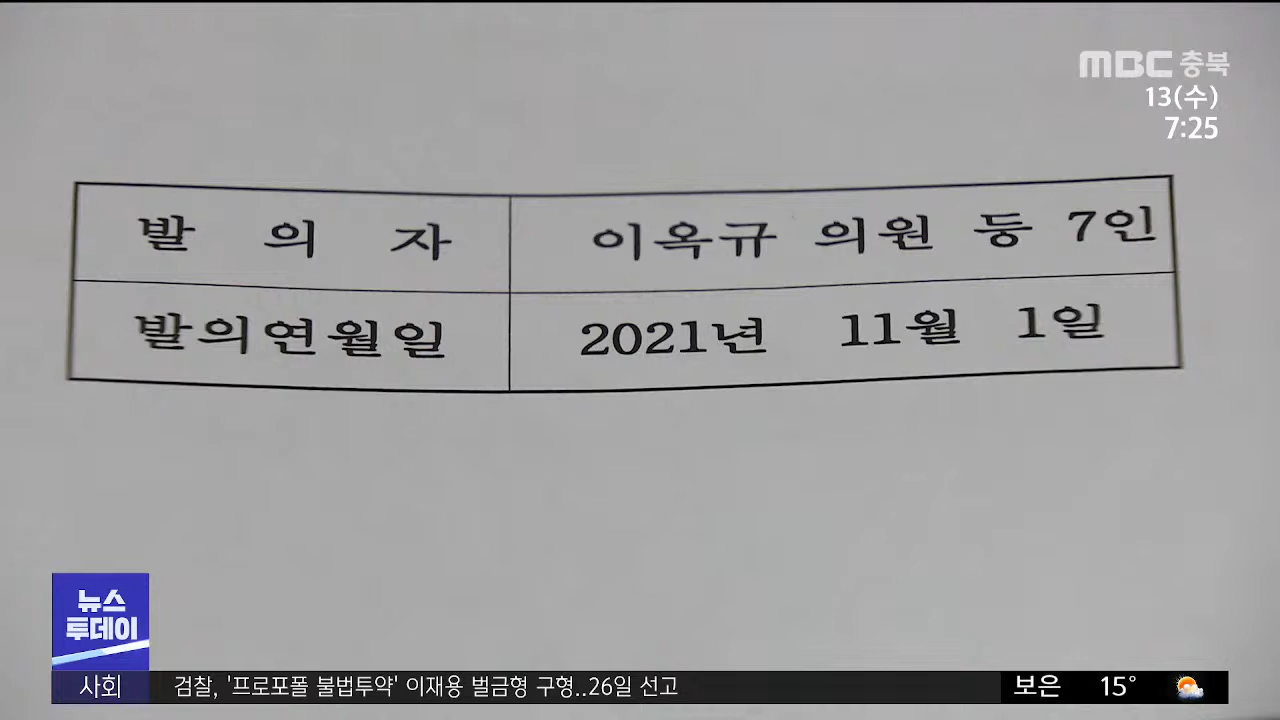 MBC 충북
13(수)
7:25
발 의 자 이옥규 의원 등 7인
발의연월일 2021년 11월 1일
뉴스
투데이
사회 검찰, '프로포폴 불법투약' 이재용 벌금형 구형..26일 선고 보은 15°